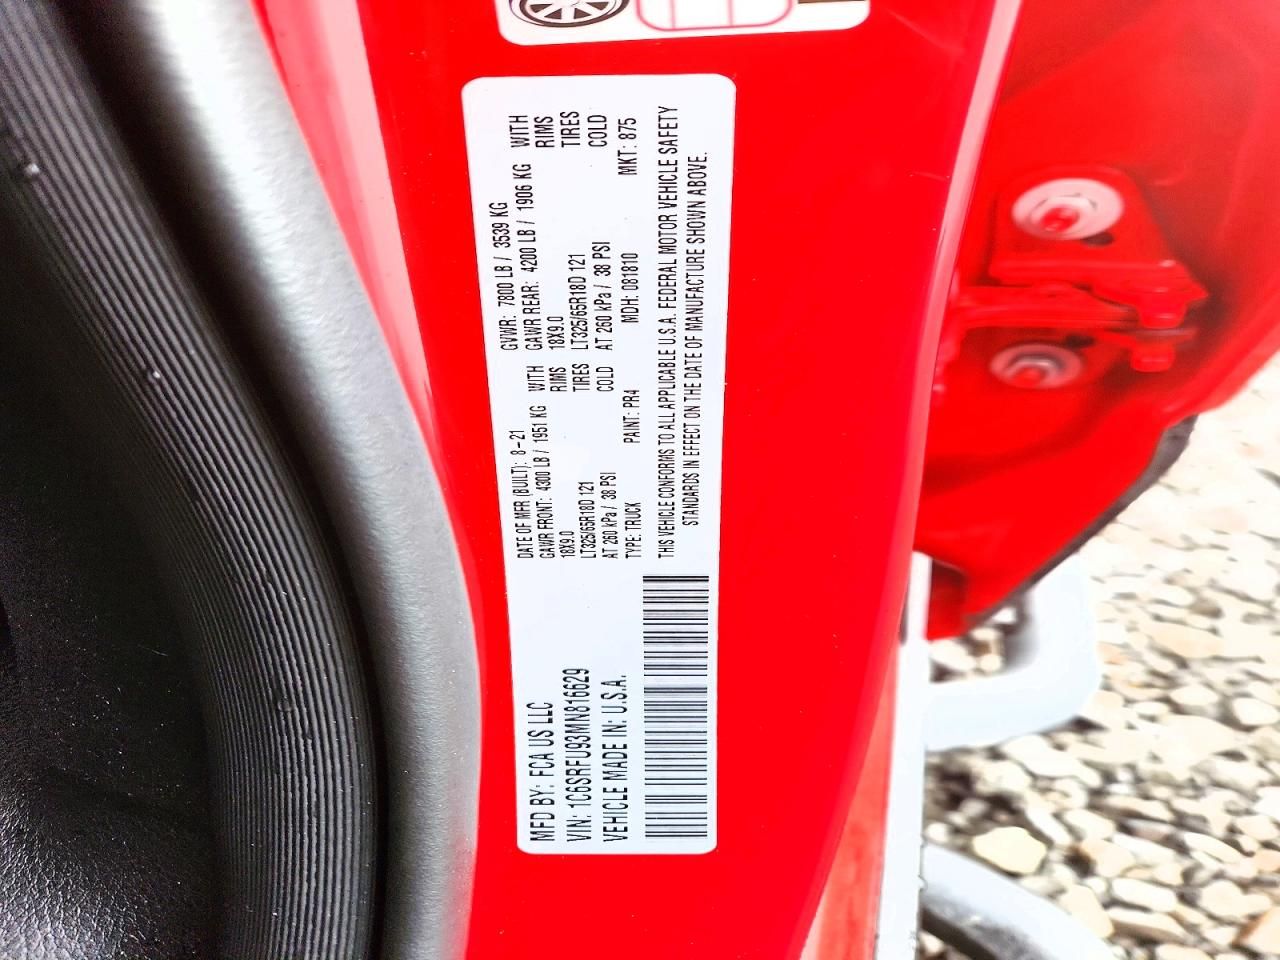 MFD BY: FCA US LLC
DATE OF MFR (BUILT): 8-21
GVWR: 7800 LB / 3539 KG
GAWR FRONT: 4300 LB / 1951 KG WITH
GAWR REAR: 4200 LB / 1906 KG WITH
18X9.0 RIMS
18X9.0 RIMS
LT325/65R18D 121 TIRES
LT325/65R18D 121 TIRES
AT 260 kPa / 38 PSI COLD
AT 260 kPa / 38 PSI COLD
VIN: 1C6SRFU93MN816629
TYPE: TRUCK PAINT: PR4 MDH: 081810 MKT: 875
VEHICLE MADE IN: U.S.A.
THIS VEHICLE CONFORMS TO ALL APPLICABLE U.S.A. FEDERAL MOTOR VEHICLE SAFETY
STANDARDS IN EFFECT ON THE DATE OF MANUFACTURE SHOWN ABOVE.